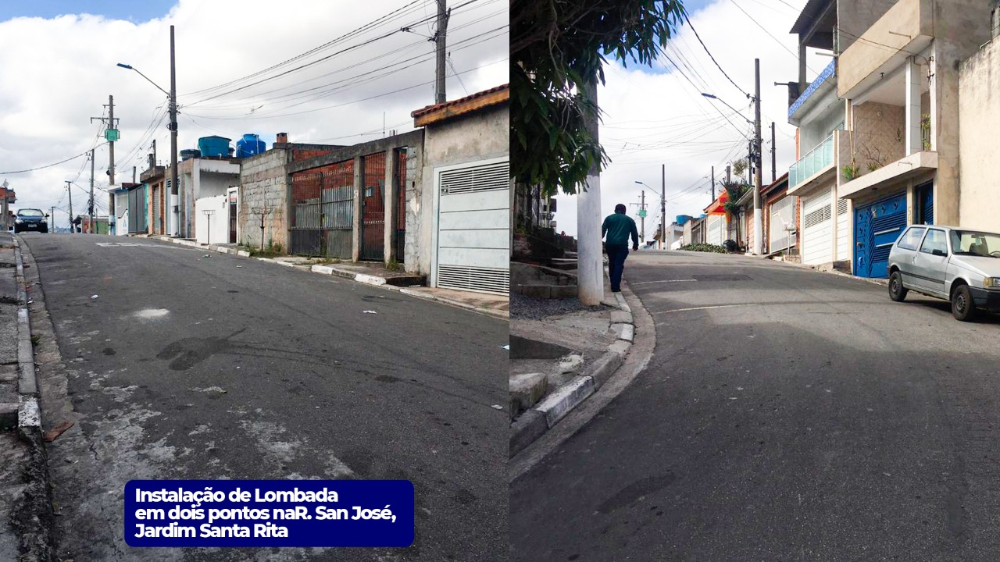 Instalação de Lombada
em dois pontos naR. San José,
Jardim Santa Rita